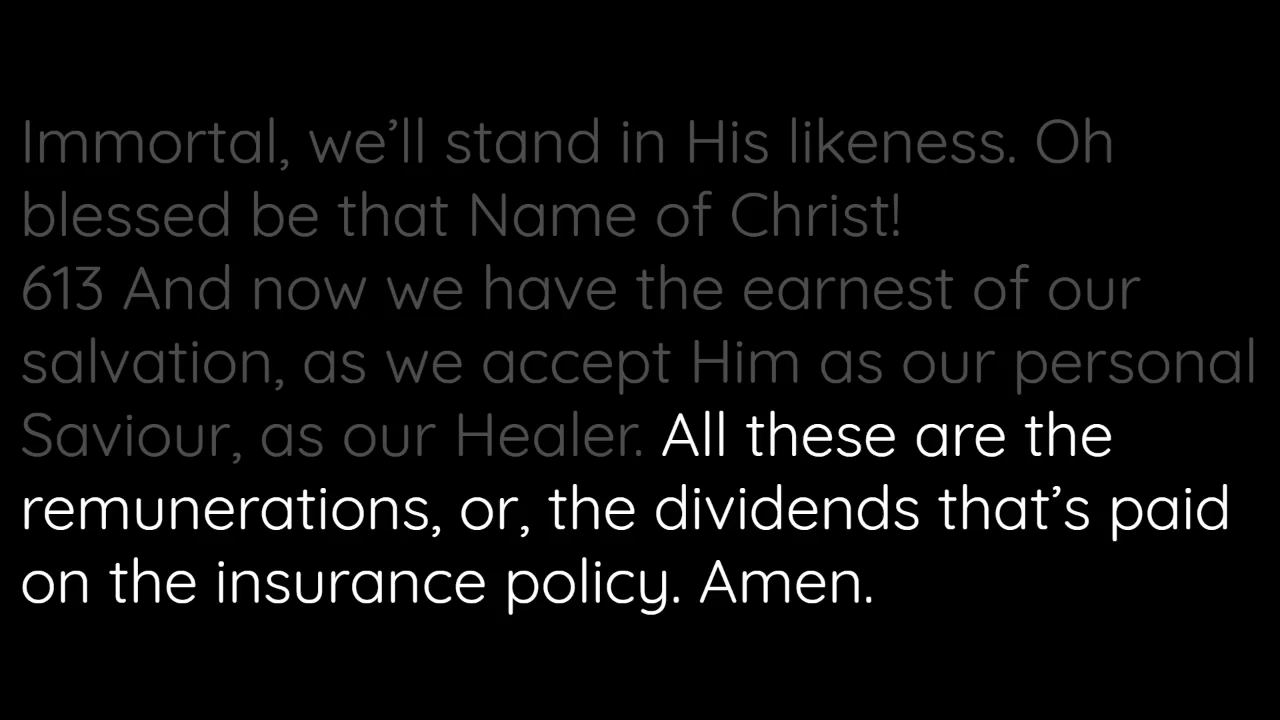 Immortal, we’ll stand in His likeness. Oh
blessed be that Name of Christ!
613 And now we have the earnest of our
salvation, as we accept Him as our personal
Saviour, as our Healer. All these are the
remunerations, or, the dividends that’s paid
on the insurance policy. Amen.